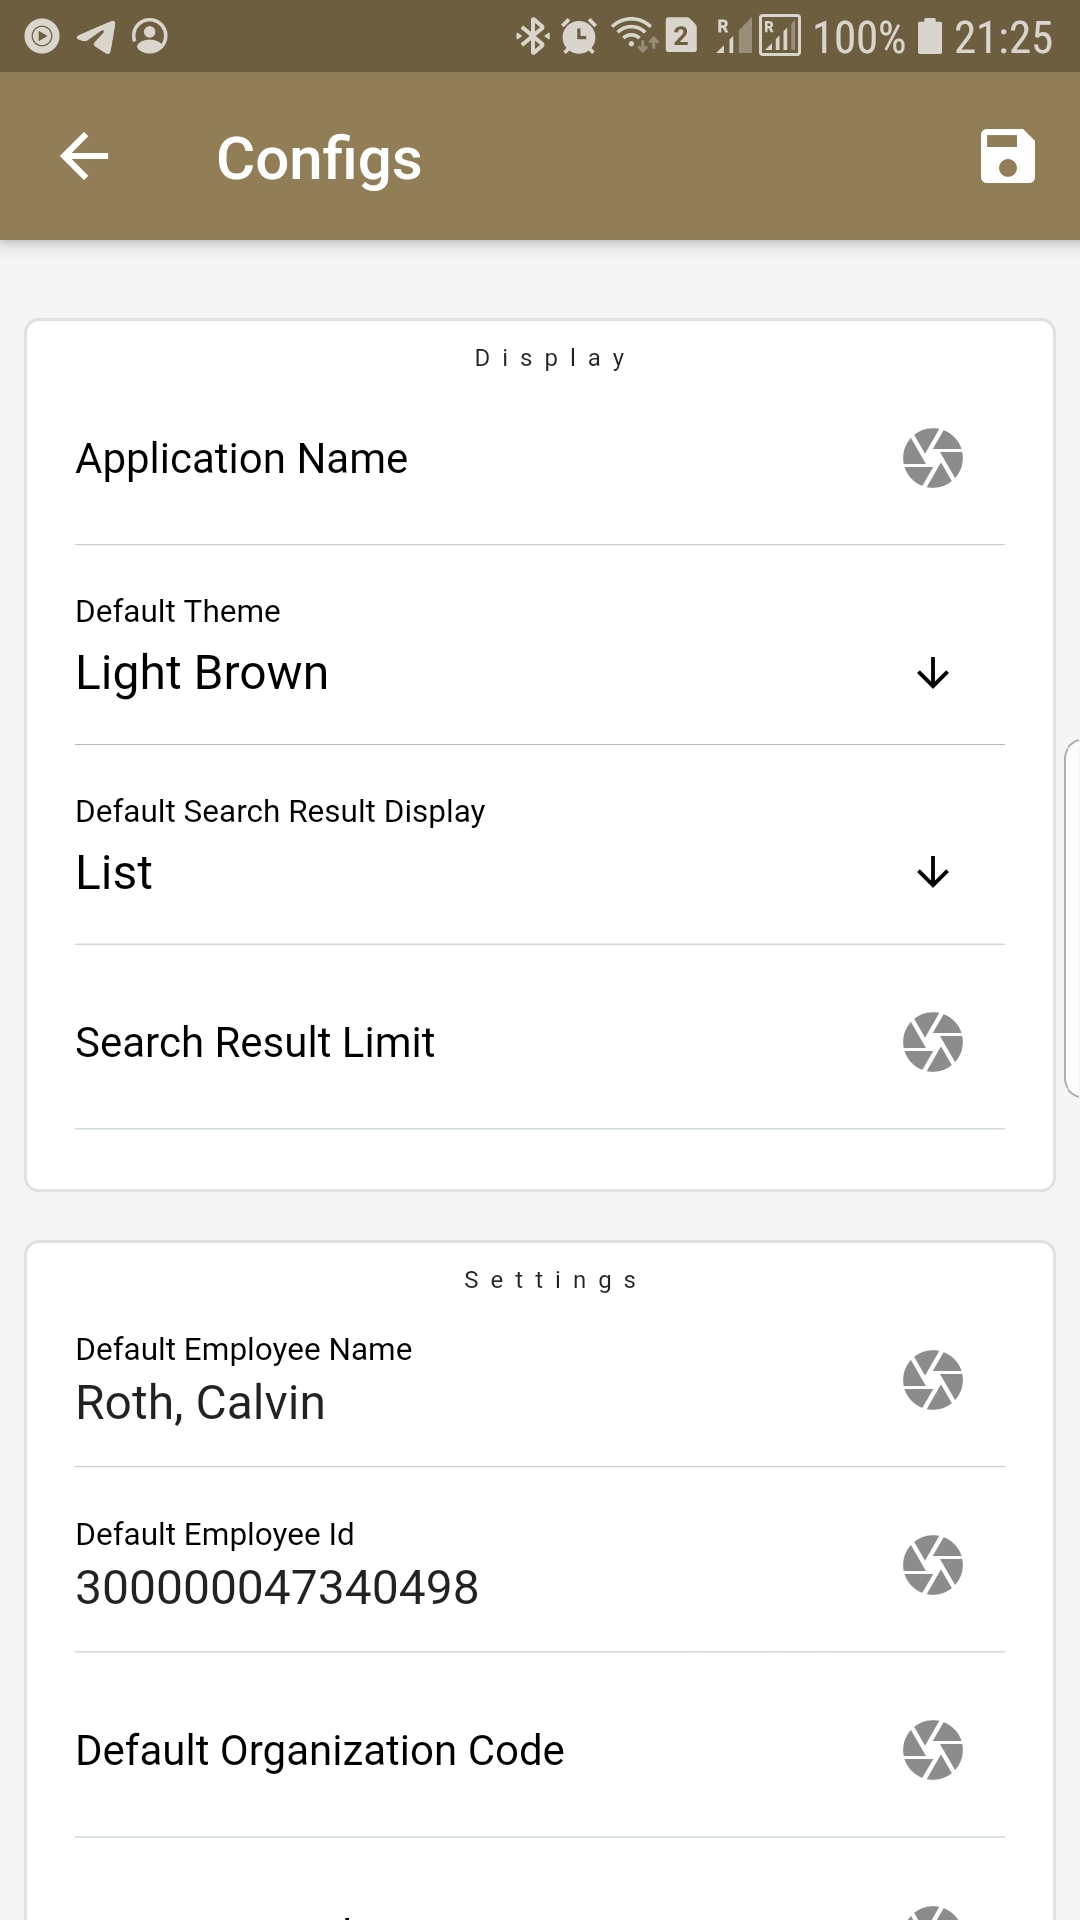 2 R R 100% 21:25
Configs
Display
Application Name
Default Theme
Light Brown
Default Search Result Display
List
Search Result Limit
Settings
Default Employee Name
Roth, Calvin
Default Employee Id
300000047340498
Default Organization Code